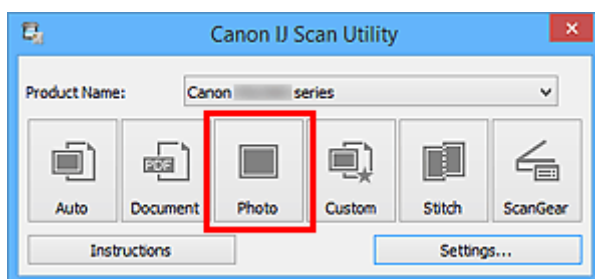 Canon IJ Scan Utility
Product Name: Canon series
PDF
Auto Document Photo Custom Stitch ScanGear
Instructions Settings...